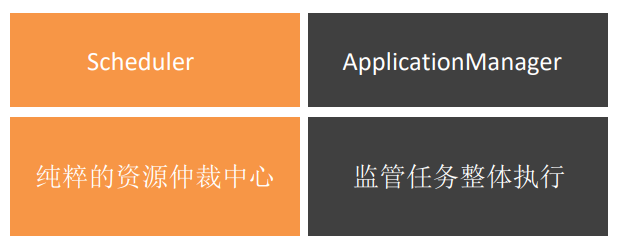 Scheduler
ApplicationManager
纯粹的资源仲裁中心
监管任务整体执行